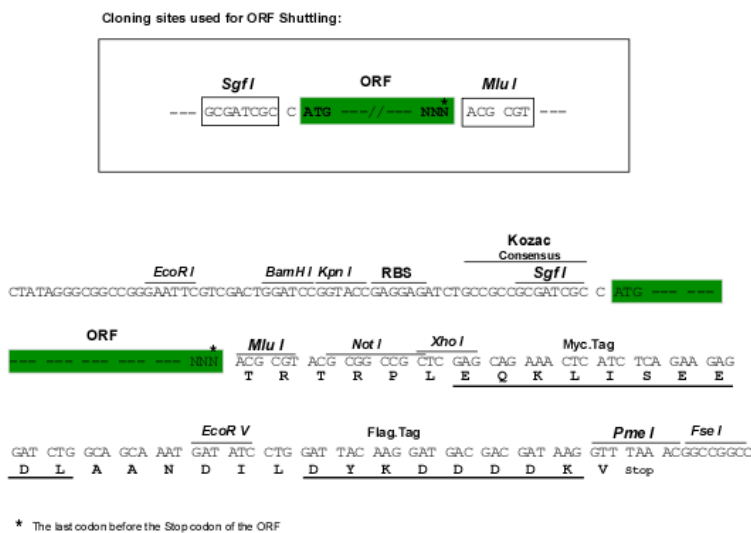 Cloning sites used for ORF Shuttling:
Sgf I ORF Mlu I
--- GCGATCGC C ATG ---//--- NNN* ACG CGT ---
Kozac
Consensus
EcoR I BamH I Kpn I RBS Sgf I
CTATAGGGCGGCCGGGAATTCGTCGACTGGATCCGGTACCGAGGAGATCTGCCGCCGCGATCGC C ATG --- ---
ORF Mlu I Not I Xho I Myc.Tag
--- --- --- --- --- --- NNN* ACG CGT ACG CGG CCG CTC GAG CAG AAA CTC ATC TCA GAA GAG
T R T R P L E Q K L I S E E
EcoR V Flag.Tag Pme I Fse I
GAT CTG GCA GCA AAT GAT ATC CTG GAT TAC AAG GAT GAC GAC GAT AAG GTT TAA ACGGCCGGCC
D L A A N D I L D Y K D D D D K V Stop
* The last codon before the Stop codon of the ORF